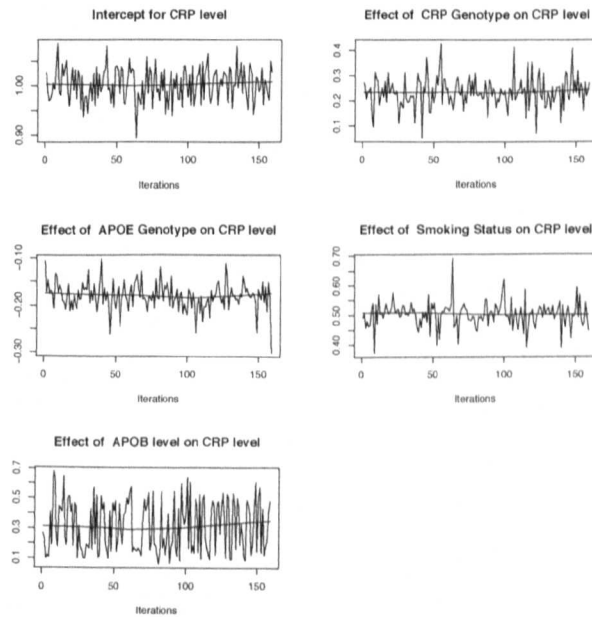 Intercept for CRP level
0.90 1.00
0 50 100 150
Iterations
Effect of CRP Genotype on CRP level
0.1 0.2 0.3 0.4
0 50 100 150
Iterations
Effect of APOE Genotype on CRP level
-0.30 -0.20 -0.10
0 50 100 150
Iterations
Effect of Smoking Status on CRP level
0.40 0.50 0.60 0.70
0 50 100 150
Iterations
Effect of APOB level on CRP level
0.1 0.3 0.5 0.7
0 50 100 150
Iterations